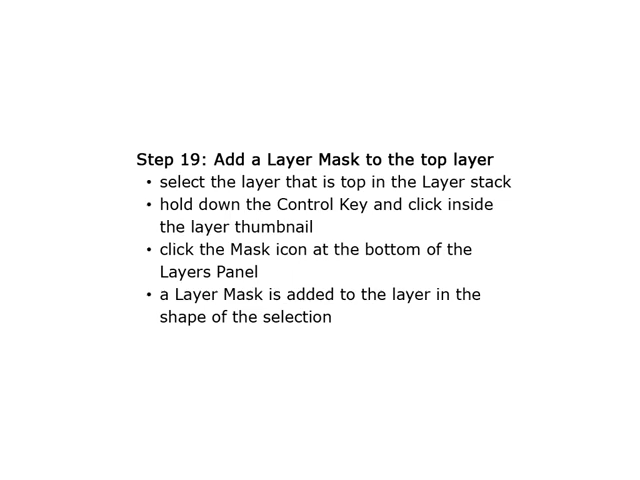 Step 19: Add a Layer Mask to the top layer
• select the layer that is top in the Layer stack
• hold down the Control Key and click inside
the layer thumbnail
• click the Mask icon at the bottom of the
Layers Panel
• a Layer Mask is added to the layer in the
shape of the selection